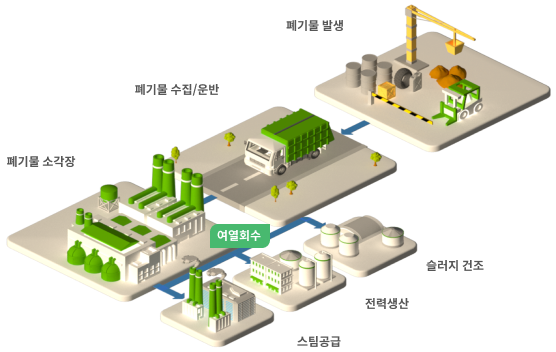 폐기물 발생
폐기물 수집/운반
폐기물 소각장
여열회수
슬러지 건조
전력생산
스팀공급